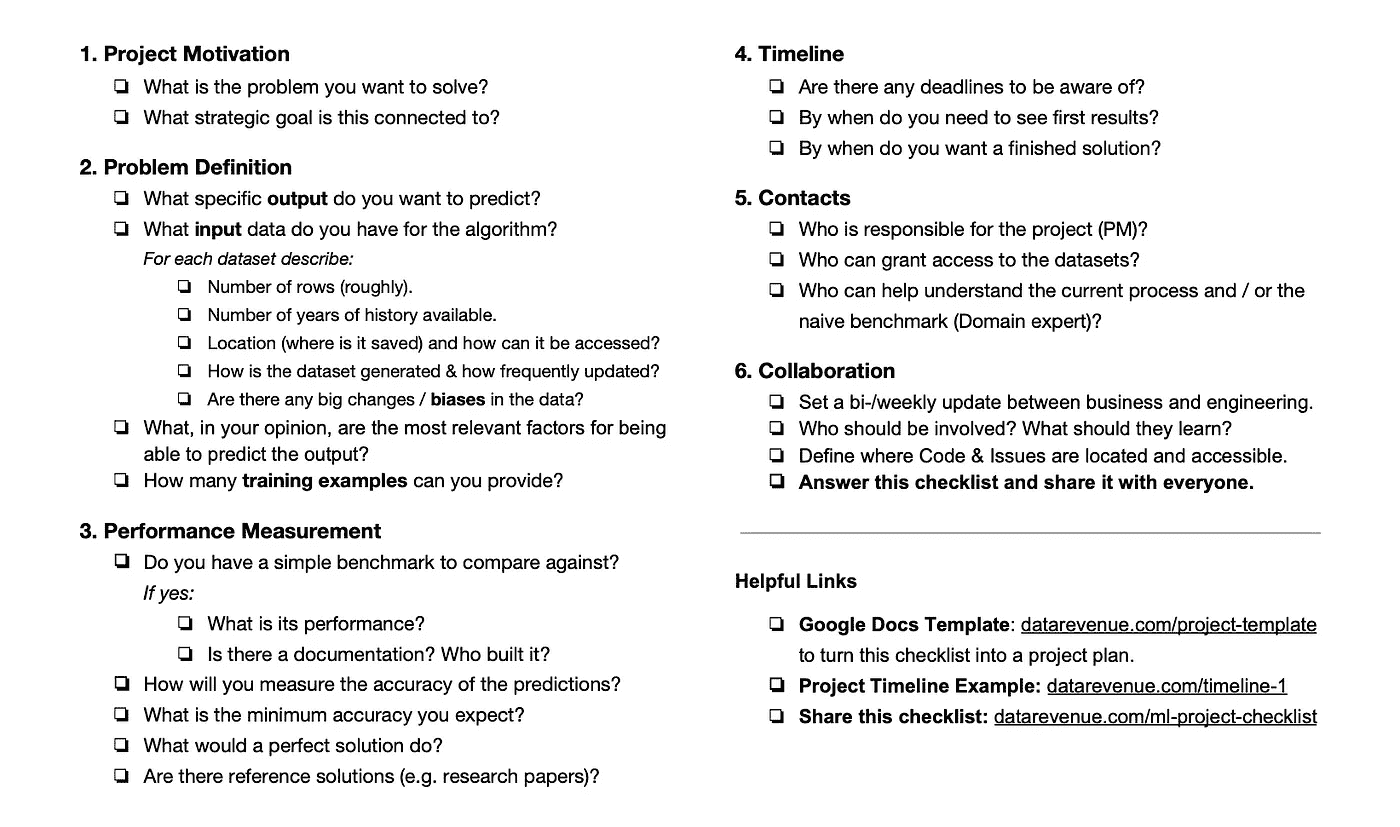 1. Project Motivation
❏ What is the problem you want to solve?
❏ What strategic goal is this connected to?
2. Problem Definition
❏ What specific output do you want to predict?
❏ What input data do you have for the algorithm?
For each dataset describe:
❏ Number of rows (roughly).
❏ Number of years of history available.
❏ Location (where is it saved) and how can it be accessed?
❏ How is the dataset generated & how frequently updated?
❏ Are there any big changes / biases in the data?
❏ What, in your opinion, are the most relevant factors for being
able to predict the output?
❏ How many training examples can you provide?
3. Performance Measurement
❏ Do you have a simple benchmark to compare against?
If yes:
❏ What is its performance?
❏ Is there a documentation? Who built it?
❏ How will you measure the accuracy of the predictions?
❏ What is the minimum accuracy you expect?
❏ What would a perfect solution do?
❏ Are there reference solutions (e.g. research papers)?
4. Timeline
❏ Are there any deadlines to be aware of?
❏ By when do you need to see first results?
❏ By when do you want a finished solution?
5. Contacts
❏ Who is responsible for the project (PM)?
❏ Who can grant access to the datasets?
❏ Who can help understand the current process and / or the
naive benchmark (Domain expert)?
6. Collaboration
❏ Set a bi-/weekly update between business and engineering.
❏ Who should be involved? What should they learn?
❏ Define where Code & Issues are located and accessible.
❏ Answer this checklist and share it with everyone.
Helpful Links
❏ Google Docs Template: datarevenue.com/project-template
to turn this checklist into a project plan.
❏ Project Timeline Example: datarevenue.com/timeline-1
❏ Share this checklist: datarevenue.com/ml-project-checklist